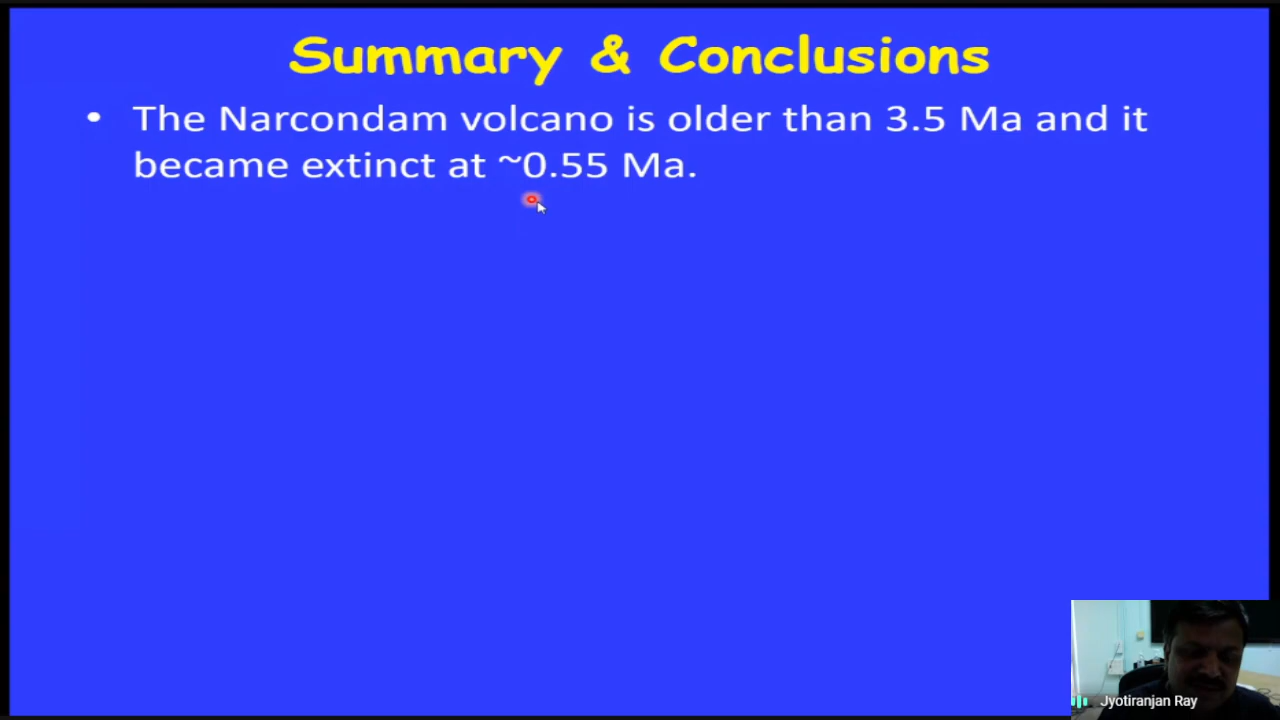 Summary & Conclusions
• The Narcondam volcano is older than 3.5 Ma and it
became extinct at ~0.55 Ma.
Jyotiranjan Ray